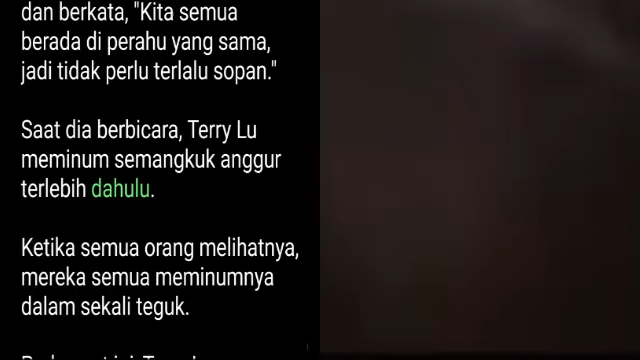 dan berkata, "Kita semua
berada di perahu yang sama,
jadi tidak perlu terlalu sopan."
Saat dia berbicara, Terry Lu
meminum semangkuk anggur
terlebih dahulu.
Ketika semua orang melihatnya,
mereka semua meminumnya
dalam sekali teguk.